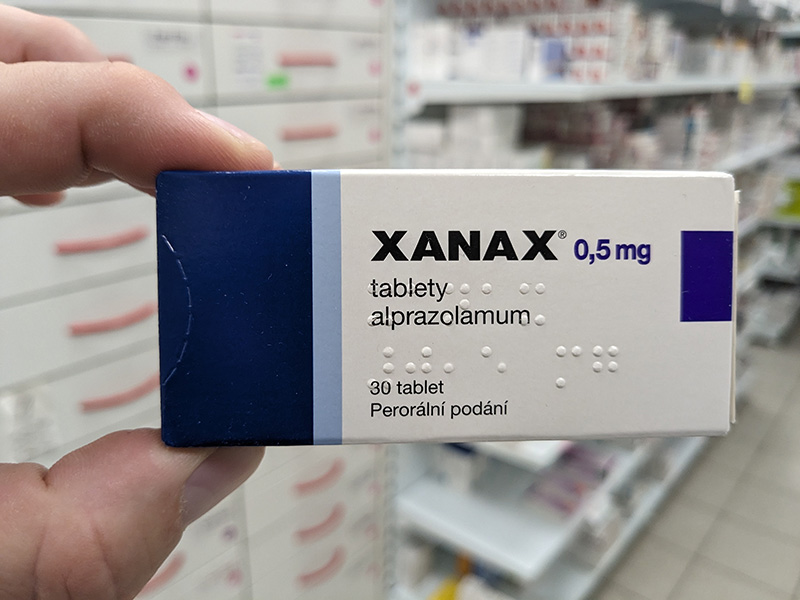 XANAX® 0,5 mg
tablety
alprazolamum
30 tablet
Perorální podání